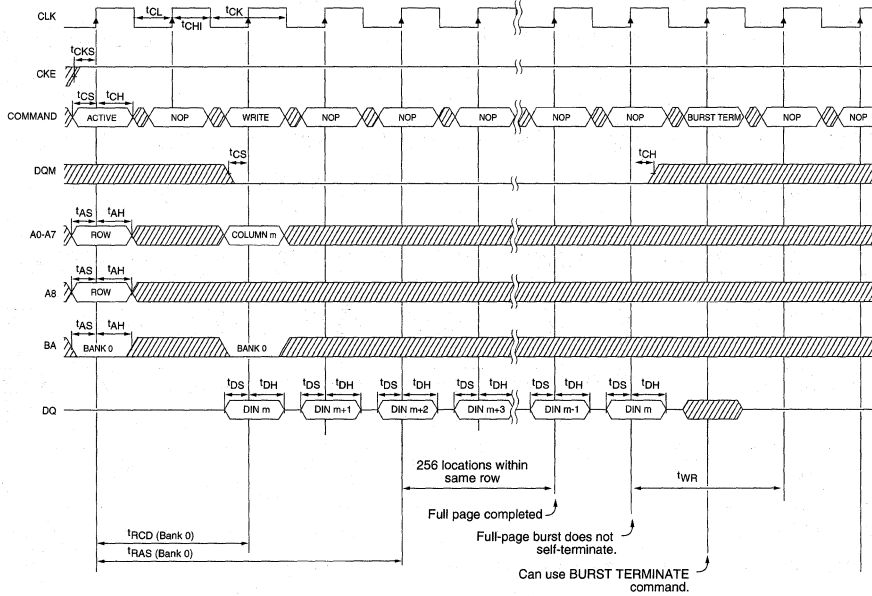 CLK
tCL
tCHI
tCK
tCKS
CKE
tCS tCH
COMMAND ACTIVE NOP WRITE NOP NOP NOP NOP NOP BURST TERM NOP NOP
tCS tCH
DQM
tAS tAH
A0-A7 ROW COLUMN m
tAS tAH
A8 ROW
tAS tAH
BA BANK 0 BANK 0
tDS tDH tDS tDH tDS tDH tDS tDH tDS tDH tDS tDH
DQ DIN m DIN m+1 DIN m+2 DIN m+3 DIN m-1 DIN m
256 locations within
same row
tWR
Full page completed
Full-page burst does not
self-terminate.
tRCD (Bank 0)
tRAS (Bank 0)
Can use BURST TERMINATE
command.